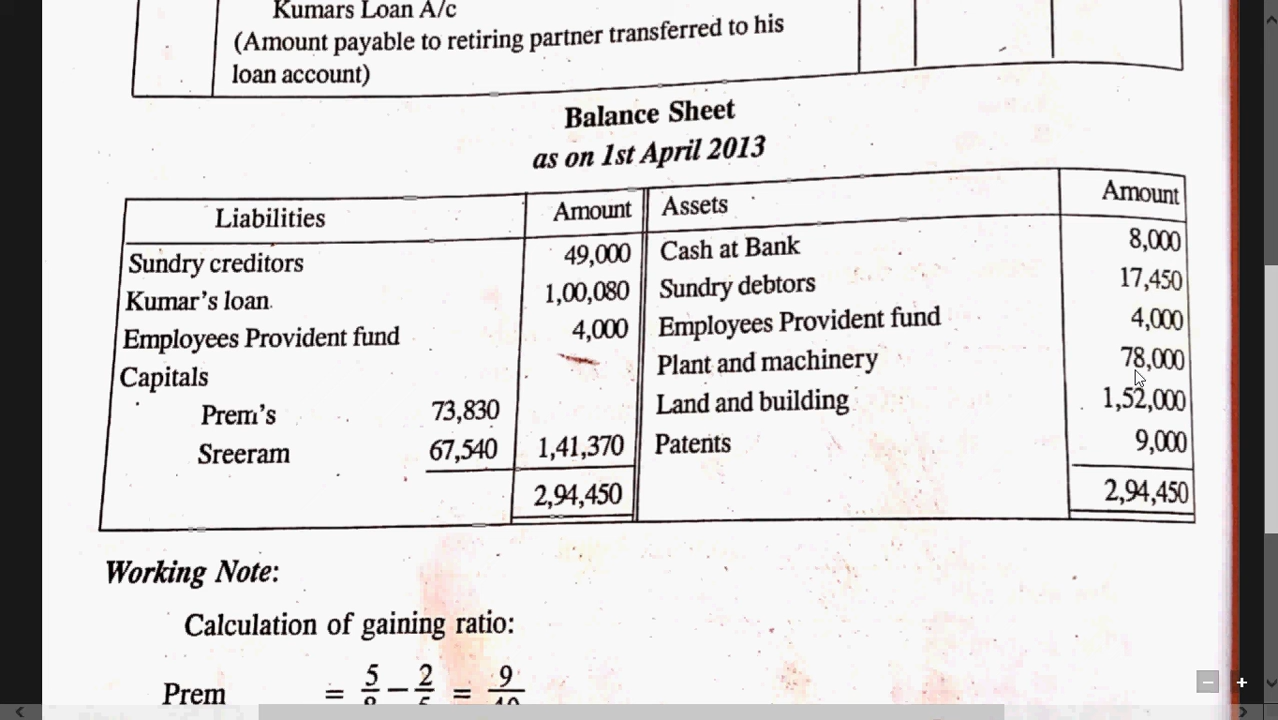 Kumars Loan A/c
(Amount payable to retiring partner transferred to his
loan account)
Balance Sheet
as on 1st April 2013
Liabilities Amount Assets Amount
Sundry creditors 49,000 Cash at Bank 8,000
Kumar's loan 1,00,080 Sundry debtors 17,450
Employees Provident fund 4,000 Employees Provident fund 4,000
Capitals Plant and machinery 78,000
Prem's 73,830 Land and building 1,52,000
Sreeram 67,540 1,41,370 Patents 9,000
2,94,450 2,94,450
Working Note:
Calculation of gaining ratio:
Prem = 5/8 − 2/5 = 9/40